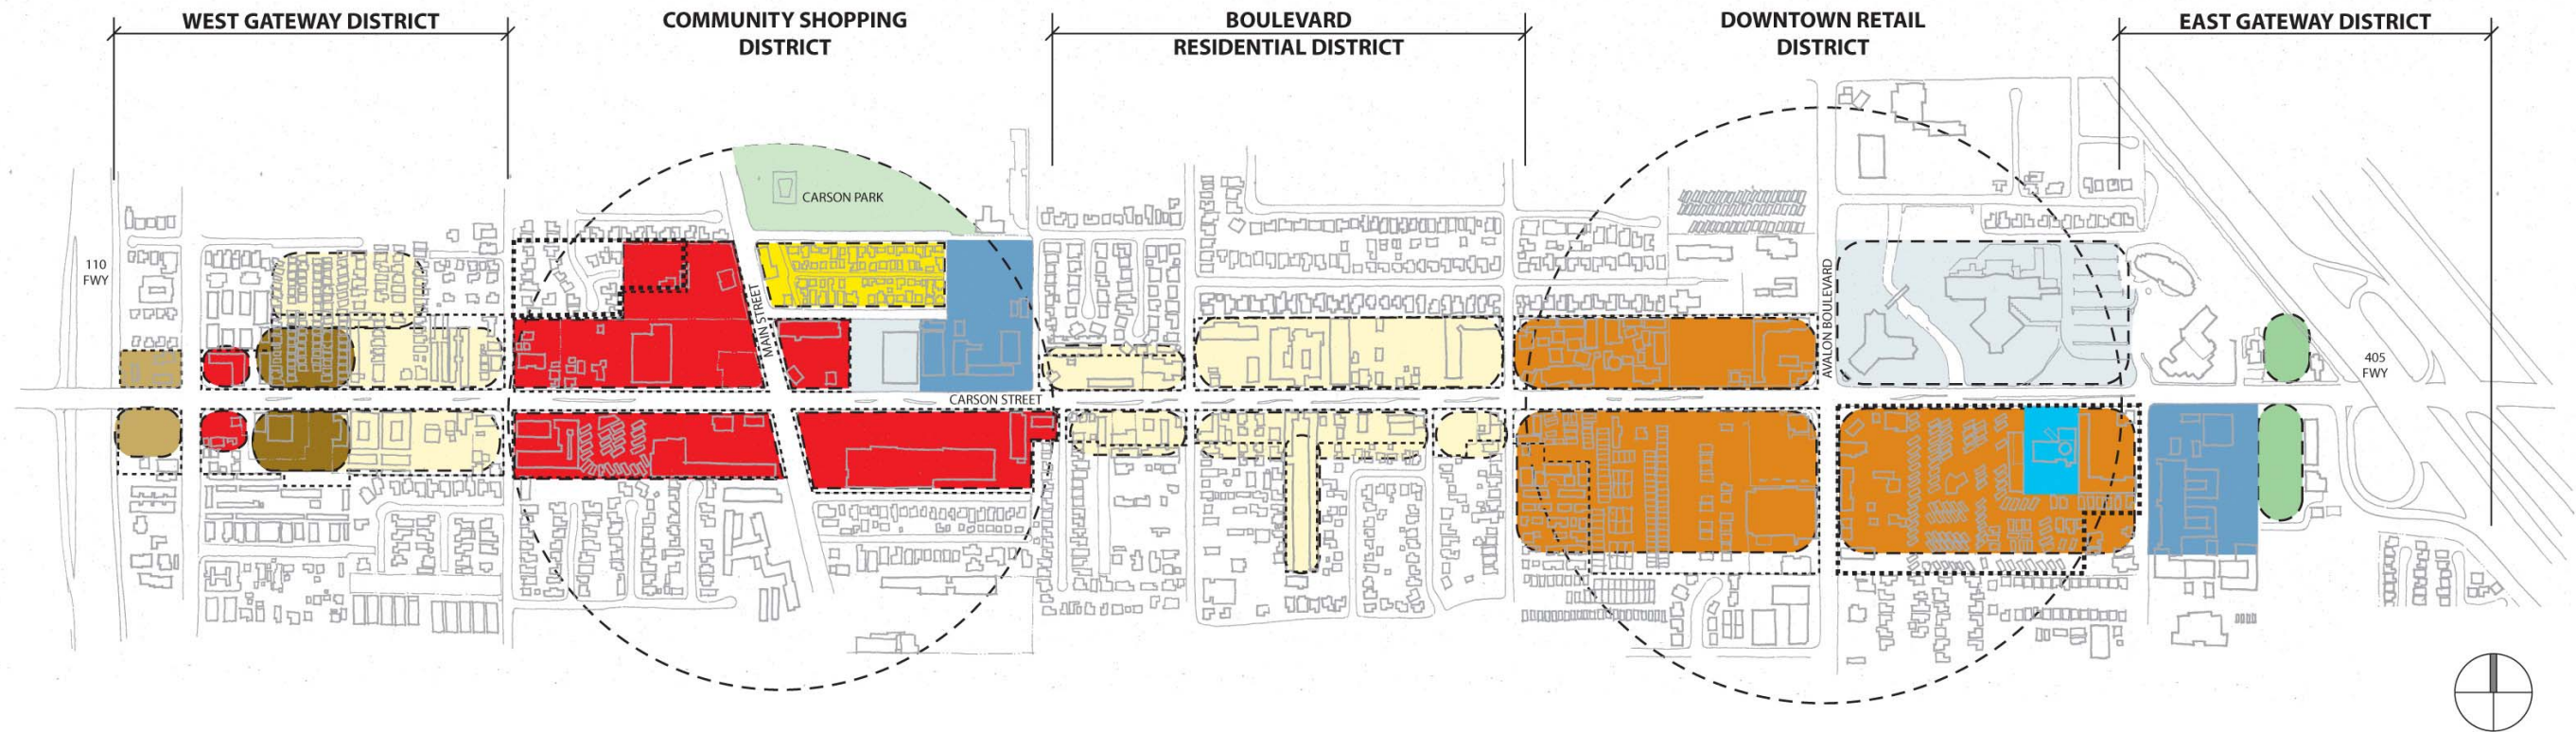 WEST GATEWAY DISTRICT
COMMUNITY SHOPPING
DISTRICT
BOULEVARD
RESIDENTIAL DISTRICT
DOWNTOWN RETAIL
DISTRICT
EAST GATEWAY DISTRICT
CARSON PARK
110
FWY
MAIN STREET
AVALON BOULEVARD
405
FWY
CARSON STREET